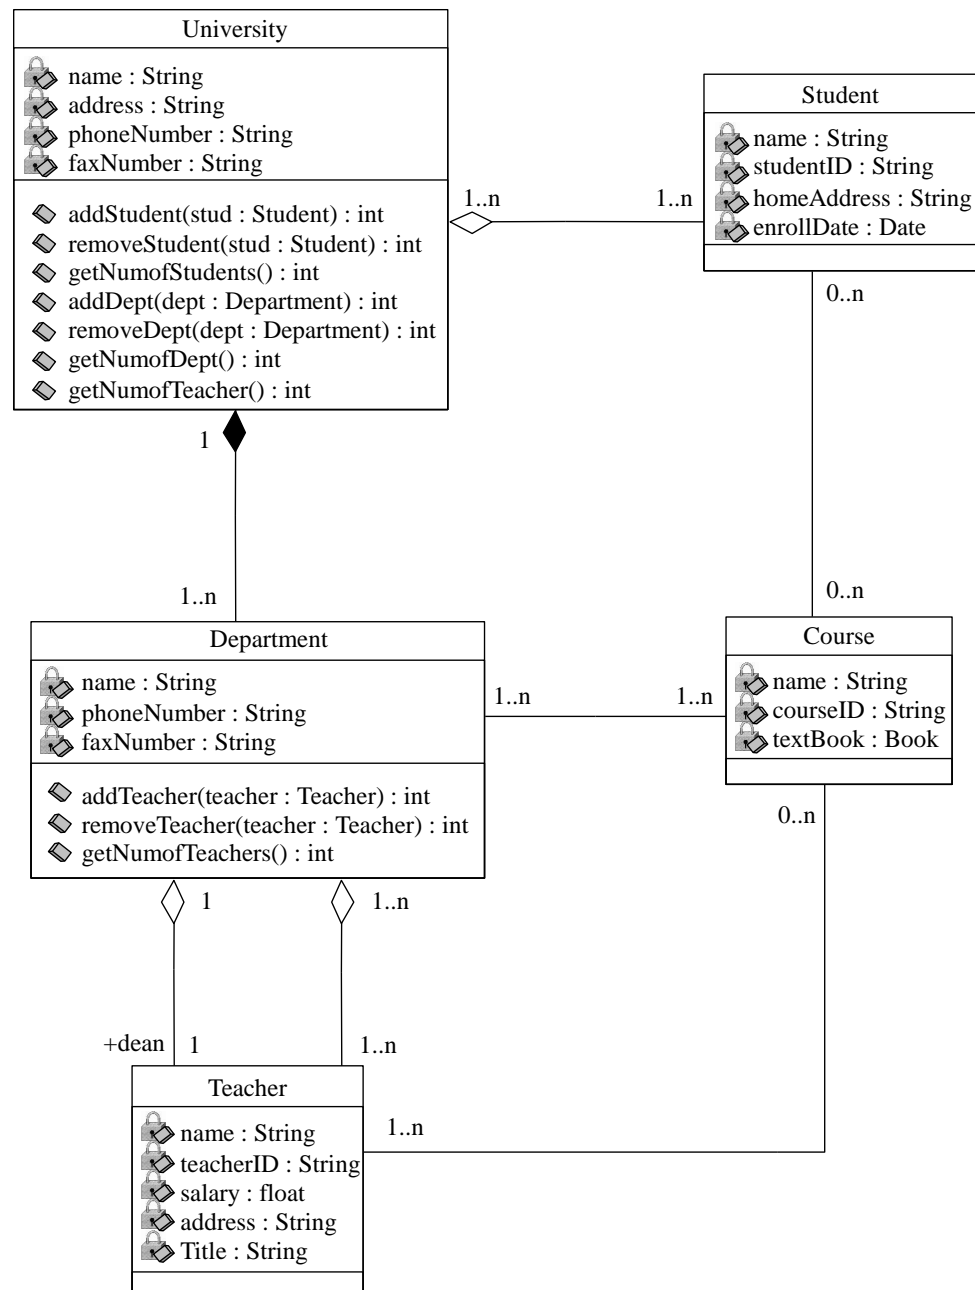 University
name : String
address : String
phoneNumber : String
faxNumber : String
addStudent(stud : Student) : int
removeStudent(stud : Student) : int
getNumofStudents() : int
addDept(dept : Department) : int
removeDept(dept : Department) : int
getNumofDept() : int
getNumofTeacher() : int
1..n
1..n
Student
name : String
studentID : String
homeAddress : String
enrollDate : Date
0..n
1
1..n
0..n
Department
name : String
phoneNumber : String
faxNumber : String
addTeacher(teacher : Teacher) : int
removeTeacher(teacher : Teacher) : int
getNumofTeachers() : int
1..n
1..n
Course
name : String
courseID : String
textBook : Book
0..n
1
1..n
+dean
1
1..n
Teacher
name : String
teacherID : String
salary : float
address : String
Title : String
1..n